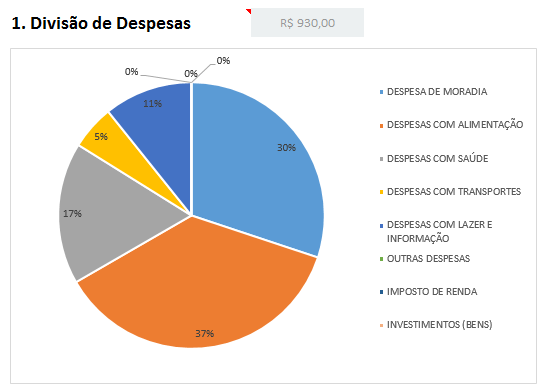 1. Divisão de Despesas
R$ 930,00
0%
0%
0%
11%
5%
17%
30%
37%
DESPESA DE MORADIA
DESPESAS COM ALIMENTAÇÃO
DESPESAS COM SAÚDE
DESPESAS COM TRANSPORTES
DESPESAS COM LAZER E
INFORMAÇÃO
OUTRAS DESPESAS
IMPOSTO DE RENDA
INVESTIMENTOS (BENS)